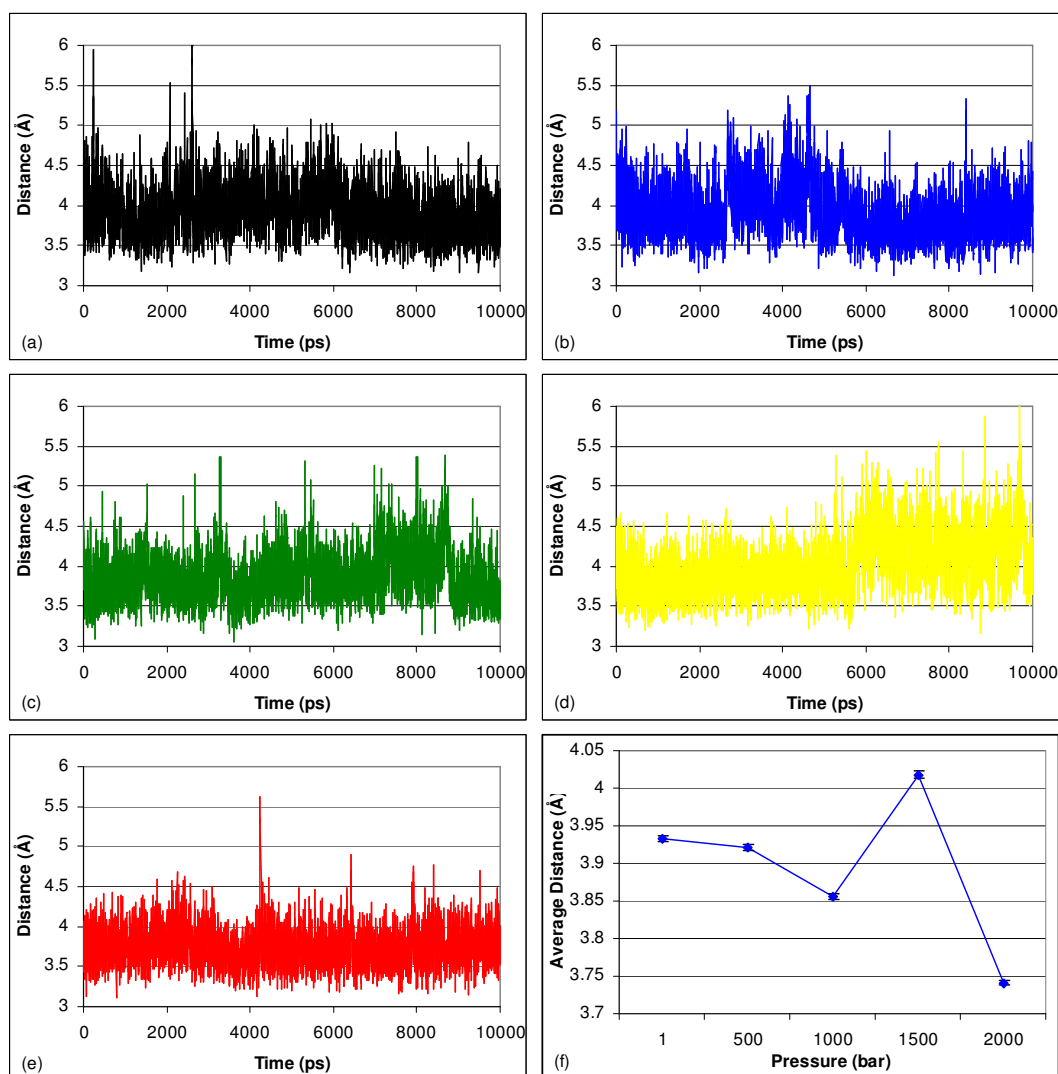 6
5.5
5
4.5
4
3.5
3
Distance (Å)
0 2000 4000 6000 8000 10000
Time (ps)
(a)
6
5.5
5
4.5
4
3.5
3
Distance (Å)
0 2000 4000 6000 8000 10000
Time (ps)
(b)
6
5.5
5
4.5
4
3.5
3
Distance (Å)
0 2000 4000 6000 8000 10000
Time (ps)
(c)
6
5.5
5
4.5
4
3.5
3
Distance (Å)
0 2000 4000 6000 8000 10000
Time (ps)
(d)
6
5.5
5
4.5
4
3.5
3
Distance (Å)
0 2000 4000 6000 8000 10000
Time (ps)
(e)
4.05
4
3.95
3.9
3.85
3.8
3.75
3.7
Average Distance (Å)
1 500 1000 1500 2000
Pressure (bar)
(f)